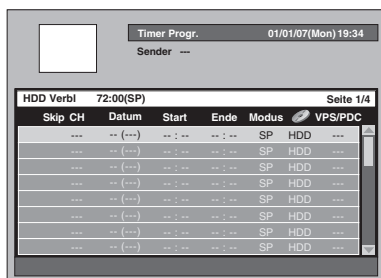 Timer Progr. 01/01/07(Mon) 19:34
Sender ---
HDD Verbl 72:00(SP) Seite 1/4
Skip CH Datum Start Ende Modus VPS/PDC
--- -- (---) -- : -- -- : -- SP HDD ---
--- -- (---) -- : -- -- : -- SP HDD ---
--- -- (---) -- : -- -- : -- SP HDD ---
--- -- (---) -- : -- -- : -- SP HDD ---
--- -- (---) -- : -- -- : -- SP HDD ---
--- -- (---) -- : -- -- : -- SP HDD ---
--- -- (---) -- : -- -- : -- SP HDD ---
--- -- (---) -- : -- -- : -- SP HDD ---